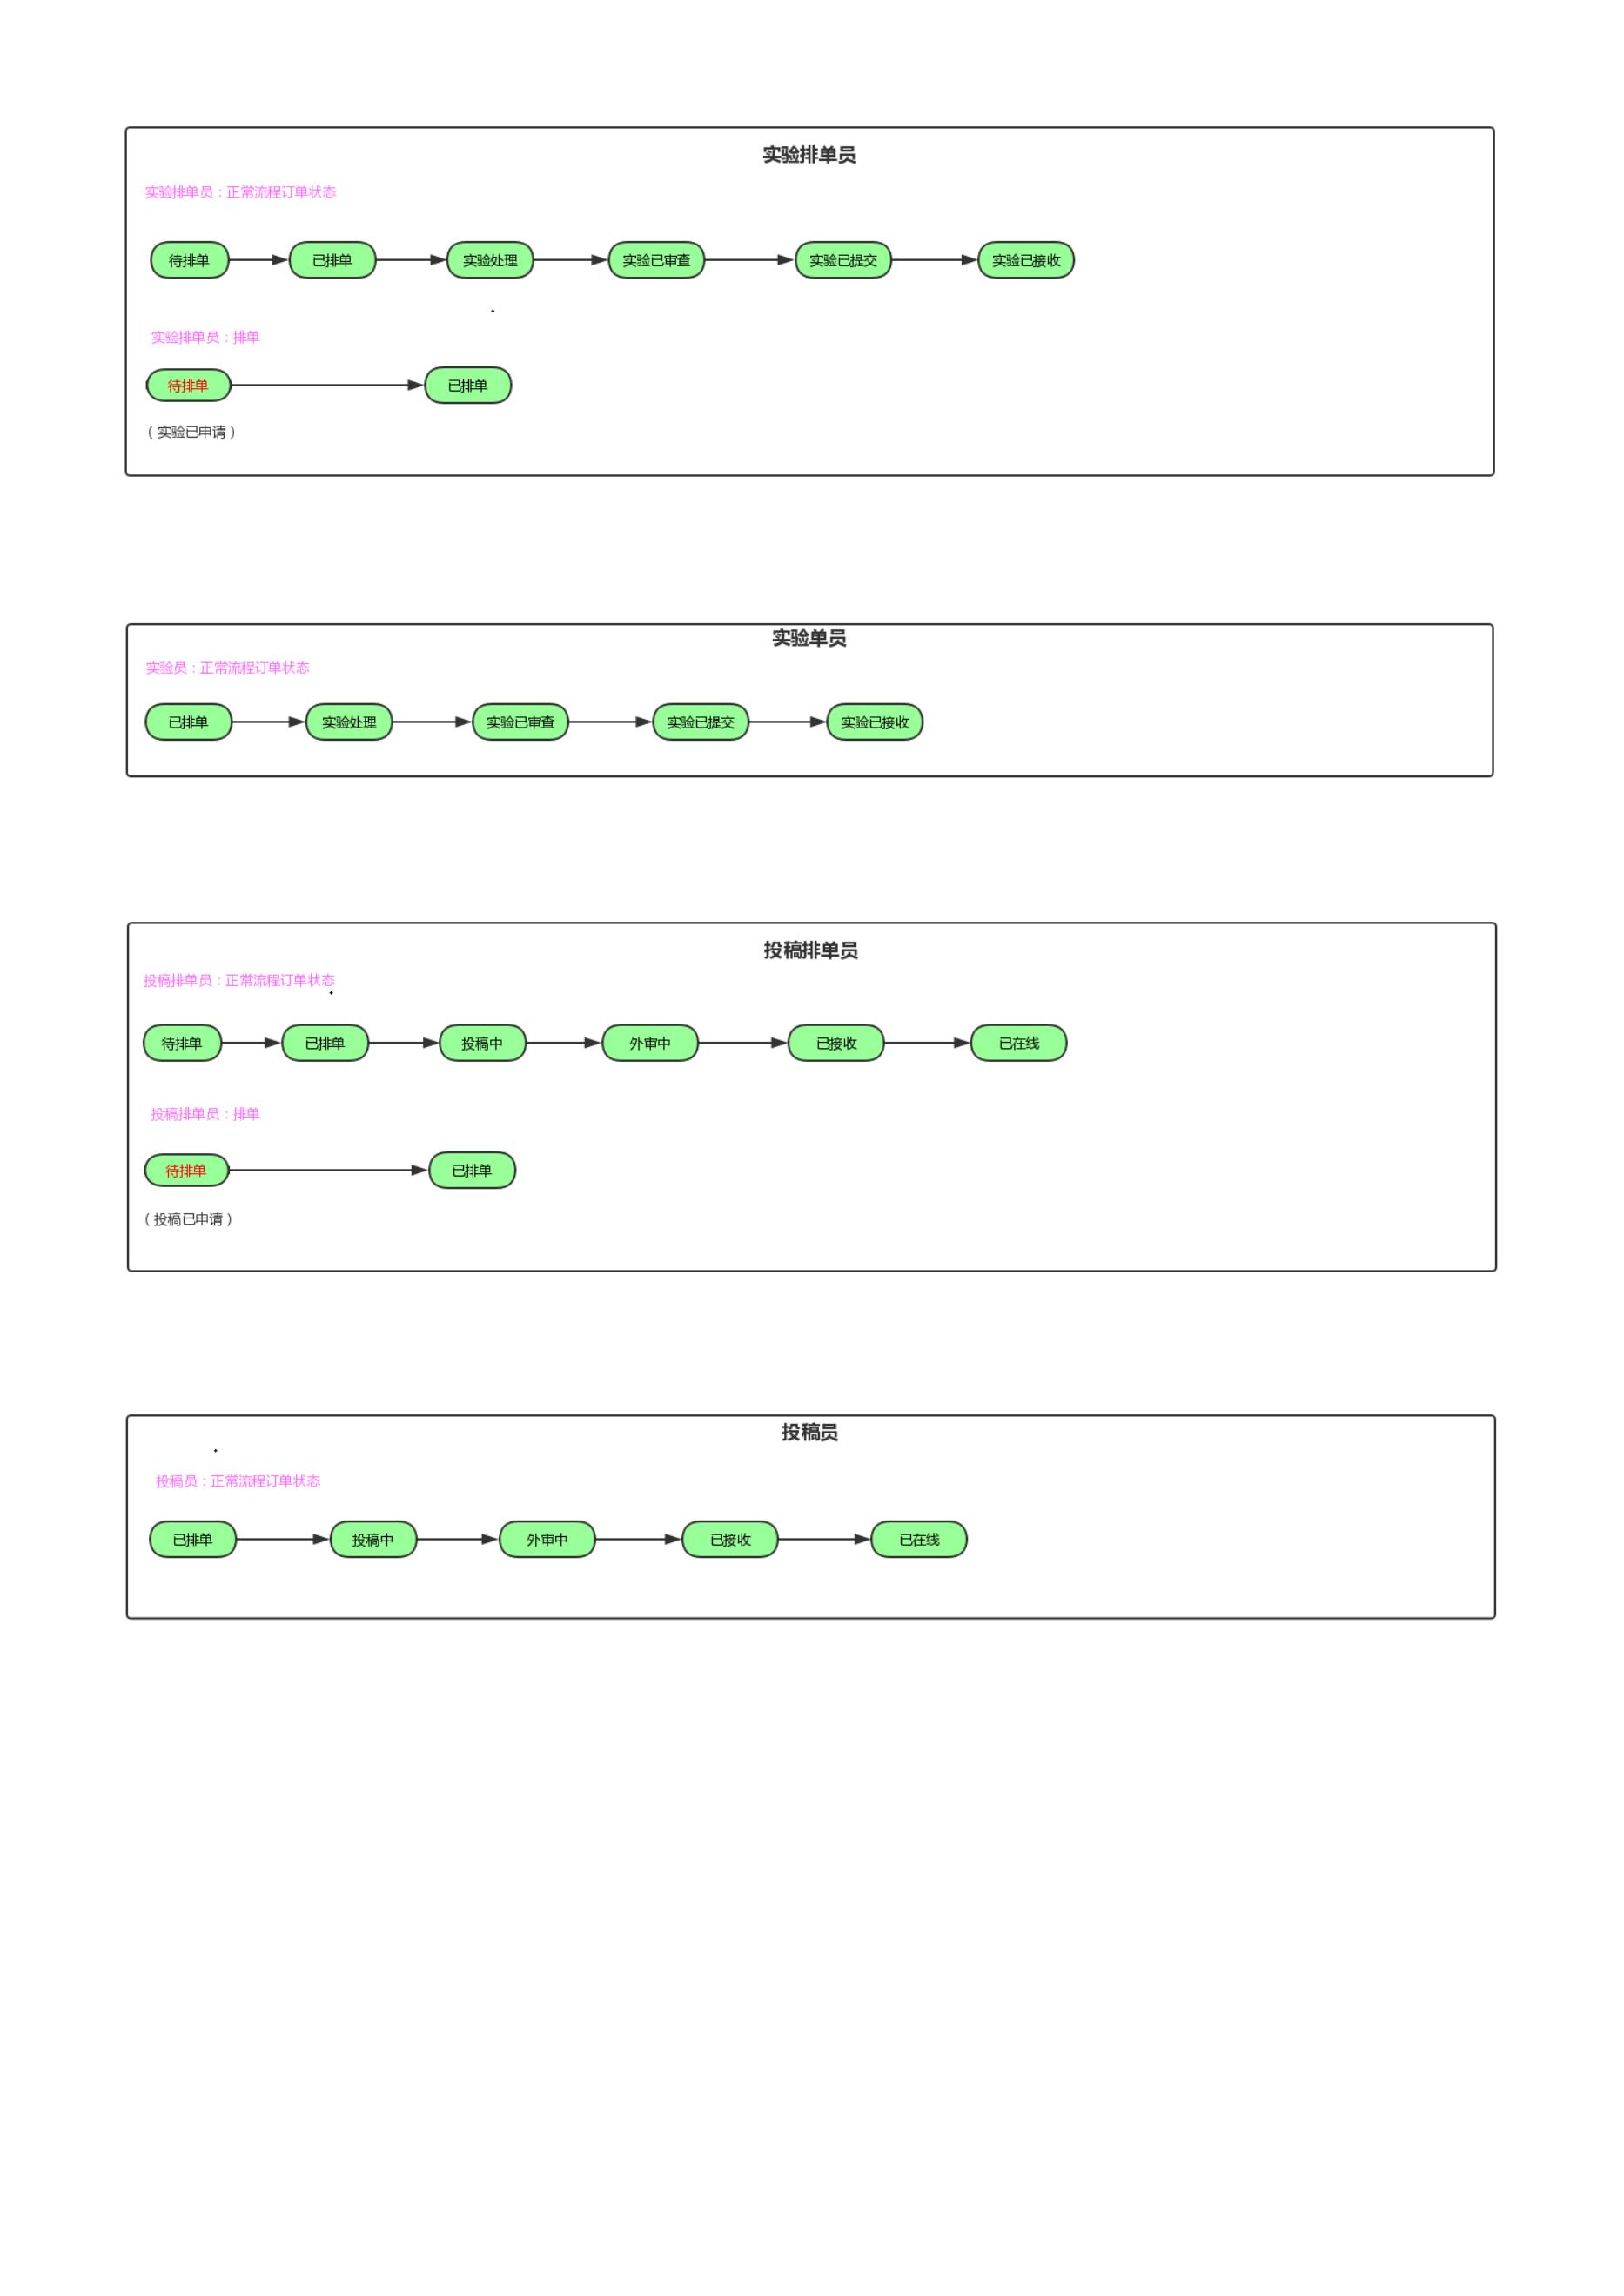 实验排单员
实验排单员：正常流程订单状态
待排单 已排单 实验处理 实验已审查 实验已提交 实验已接收
实验排单员：排单
待排单 已排单
（实验已申请）
实验单员
实验员：正常流程订单状态
已排单 实验处理 实验已审查 实验已提交 实验已接收
投稿排单员
投稿排单员：正常流程订单状态
待排单 已排单 投稿中 外审中 已接收 已在线
投稿排单员：排单
待排单 已排单
（投稿已申请）
投稿员
投稿员：正常流程订单状态
已排单 投稿中 外审中 已接收 已在线